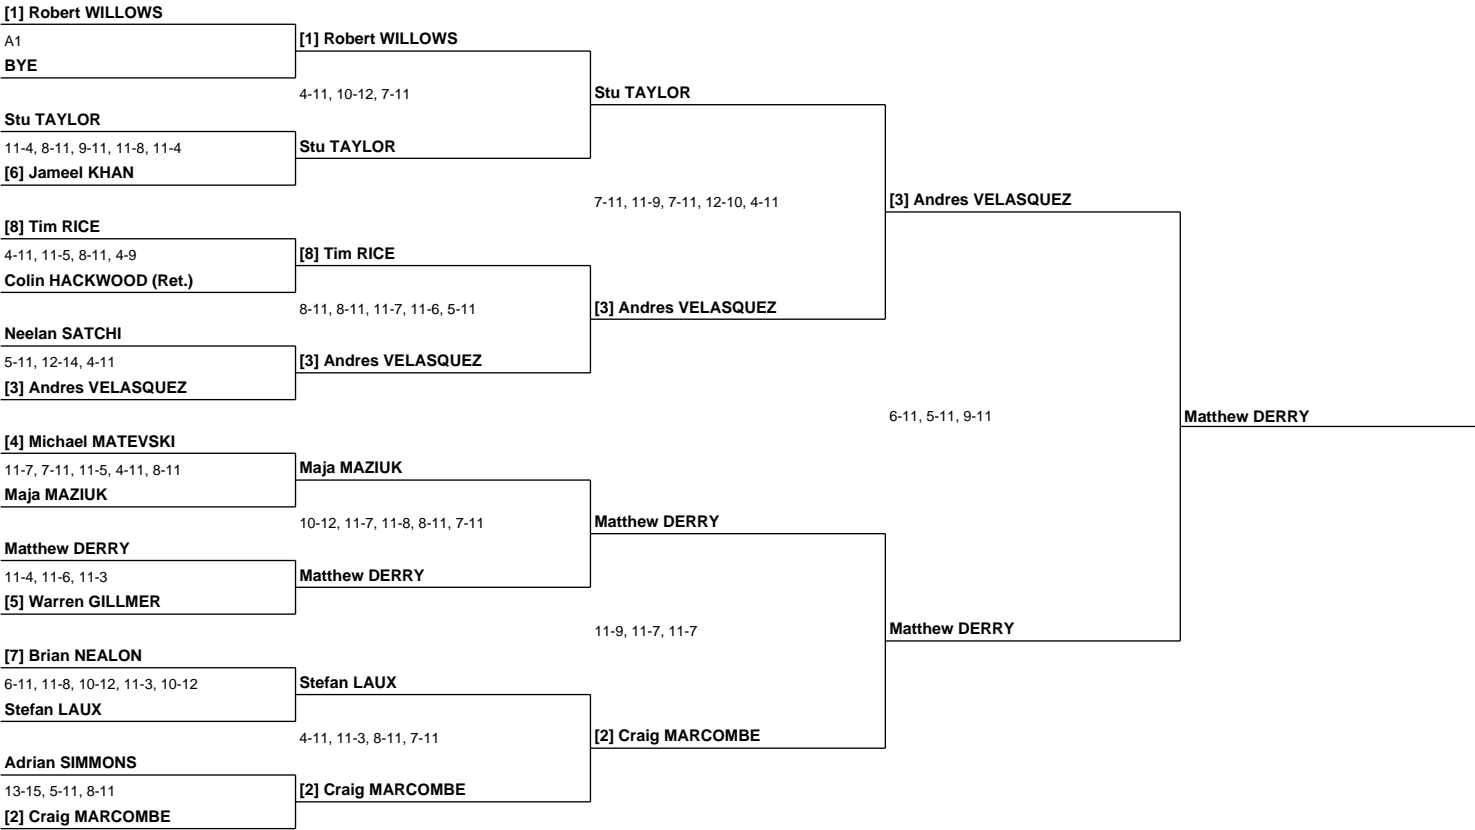 [1] Robert WILLOWS
A1
BYE
Stu TAYLOR
11-4, 8-11, 9-11, 11-8, 11-4
[6] Jameel KHAN
[8] Tim RICE
4-11, 11-5, 8-11, 4-9
Colin HACKWOOD (Ret.)
Neelan SATCHI
5-11, 12-14, 4-11
[3] Andres VELASQUEZ
[4] Michael MATEVSKI
11-7, 7-11, 11-5, 4-11, 8-11
Maja MAZIUK
Matthew DERRY
11-4, 11-6, 11-3
[5] Warren GILLMER
[7] Brian NEALON
6-11, 11-8, 10-12, 11-3, 10-12
Stefan LAUX
Adrian SIMMONS
13-15, 5-11, 8-11
[2] Craig MARCOMBE
[1] Robert WILLOWS
4-11, 10-12, 7-11
Stu TAYLOR
[8] Tim RICE
8-11, 8-11, 11-7, 11-6, 5-11
[3] Andres VELASQUEZ
Maja MAZIUK
10-12, 11-7, 11-8, 8-11, 7-11
Matthew DERRY
Stefan LAUX
4-11, 11-3, 8-11, 7-11
[2] Craig MARCOMBE
Stu TAYLOR
7-11, 11-9, 7-11, 12-10, 4-11
[3] Andres VELASQUEZ
Matthew DERRY
11-9, 11-7, 11-7
[2] Craig MARCOMBE
[3] Andres VELASQUEZ
6-11, 5-11, 9-11
Matthew DERRY
Matthew DERRY